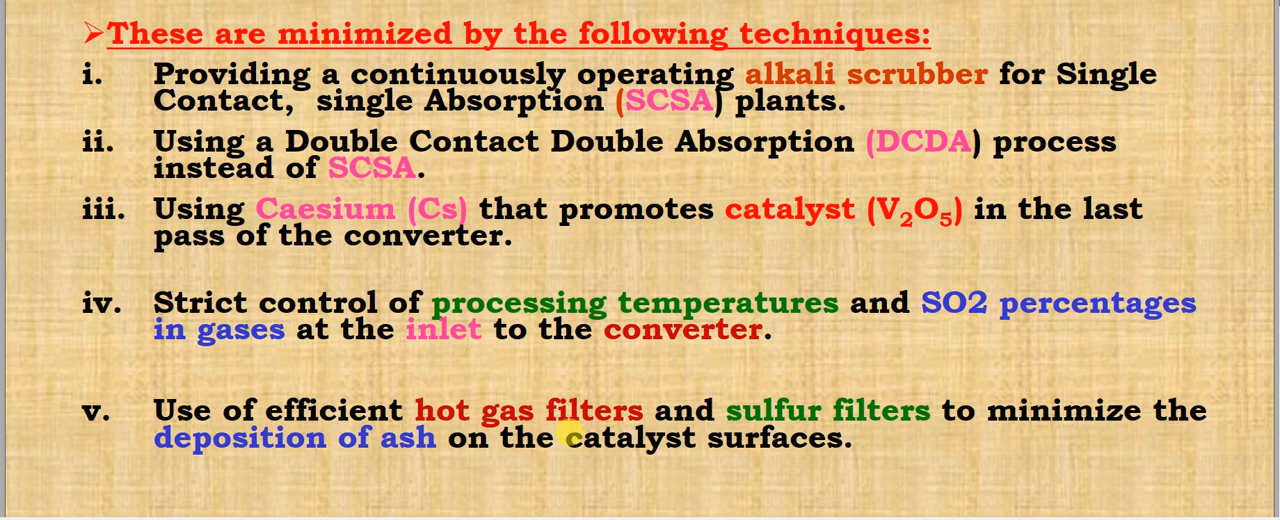 ➢These are minimized by the following techniques:
i. Providing a continuously operating alkali scrubber for Single
Contact, single Absorption (SCSA) plants.
ii. Using a Double Contact Double Absorption (DCDA) process
instead of SCSA.
iii. Using Caesium (Cs) that promotes catalyst (V₂O₅) in the last
pass of the converter.
iv. Strict control of processing temperatures and SO2 percentages
in gases at the inlet to the converter.
v. Use of efficient hot gas filters and sulfur filters to minimize the
deposition of ash on the catalyst surfaces.